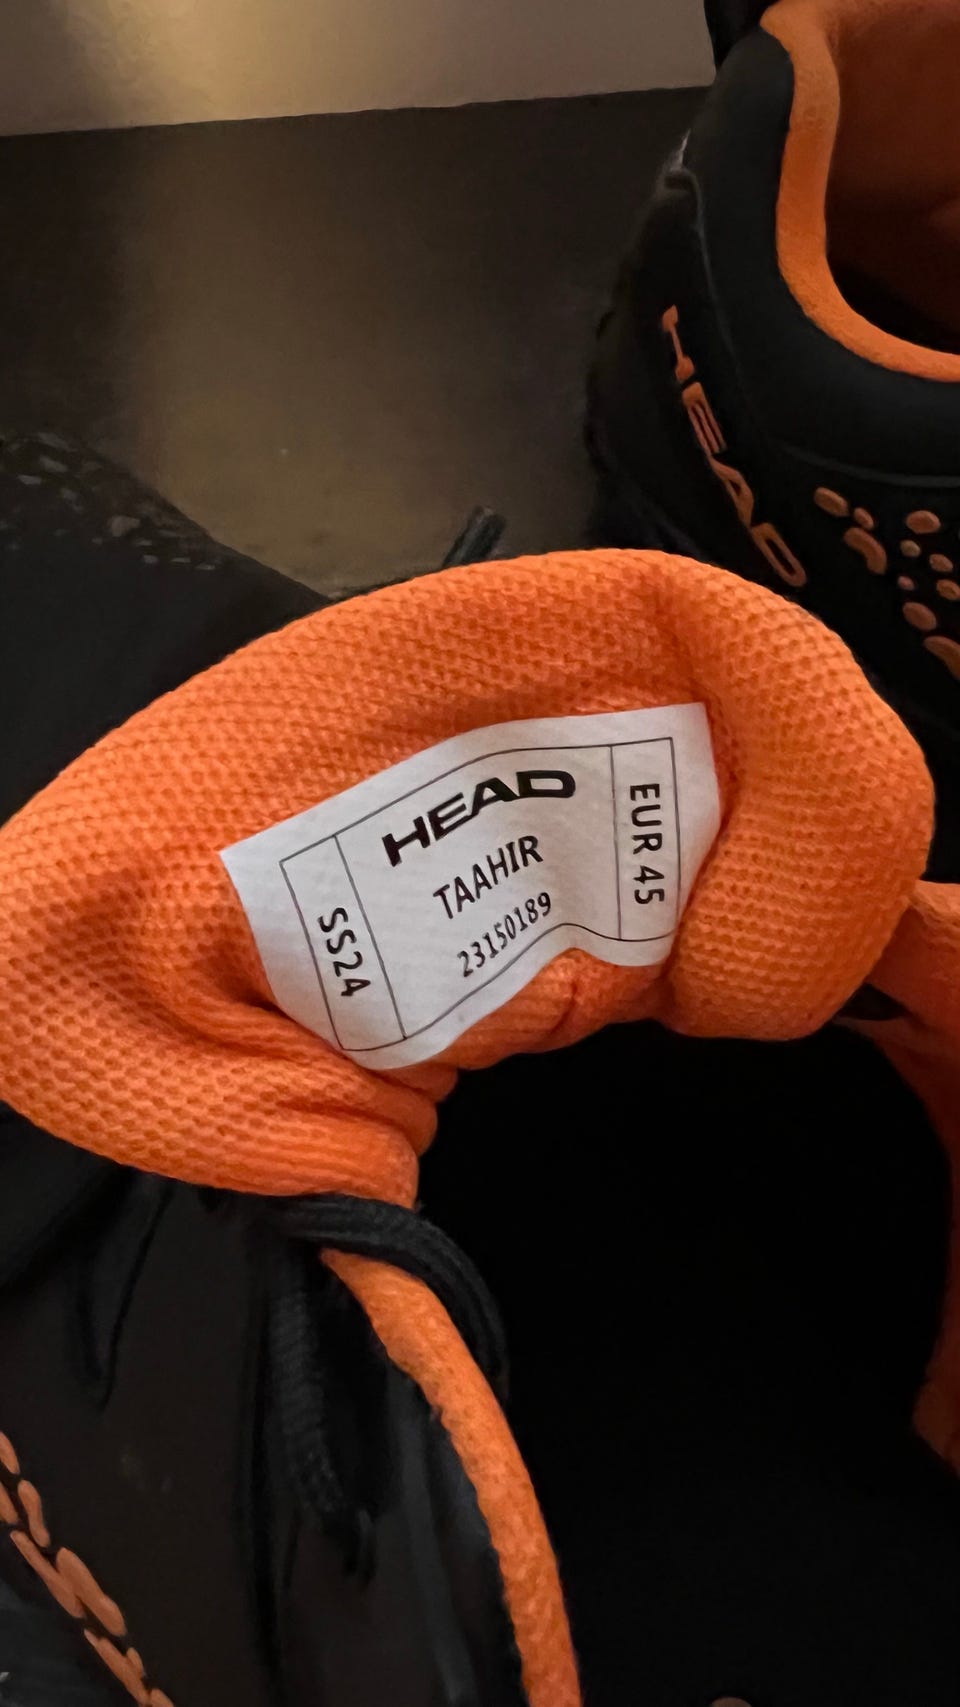 HEAD
HEAD
TAAHIR
23150189
SS24
EUR 45